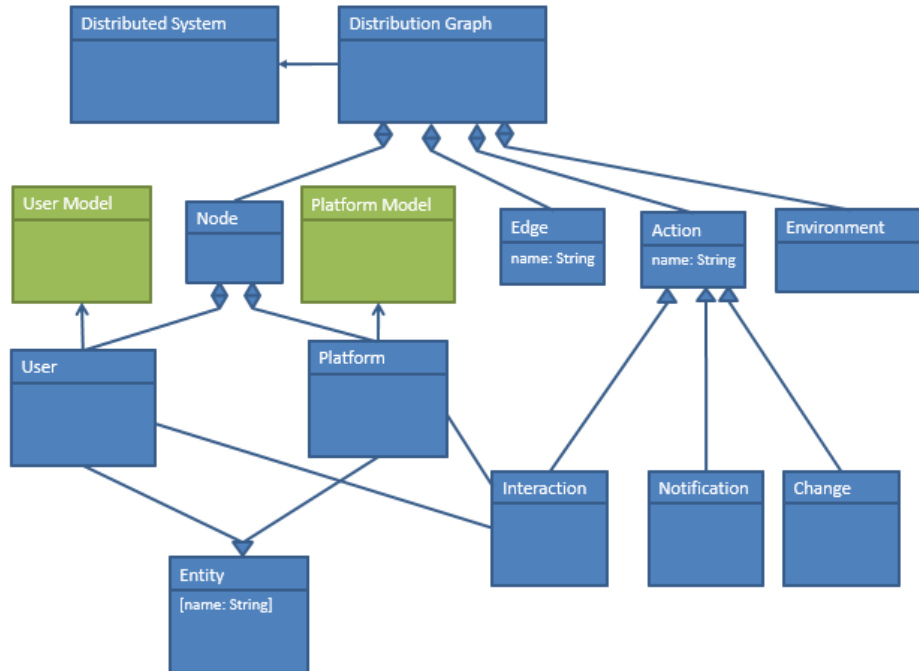 Distributed System
Distribution Graph
User Model
Node
Platform Model
Edge
name: String
Action
name: String
Environment
User
Platform
Interaction
Notification
Change
Entity
[name: String]